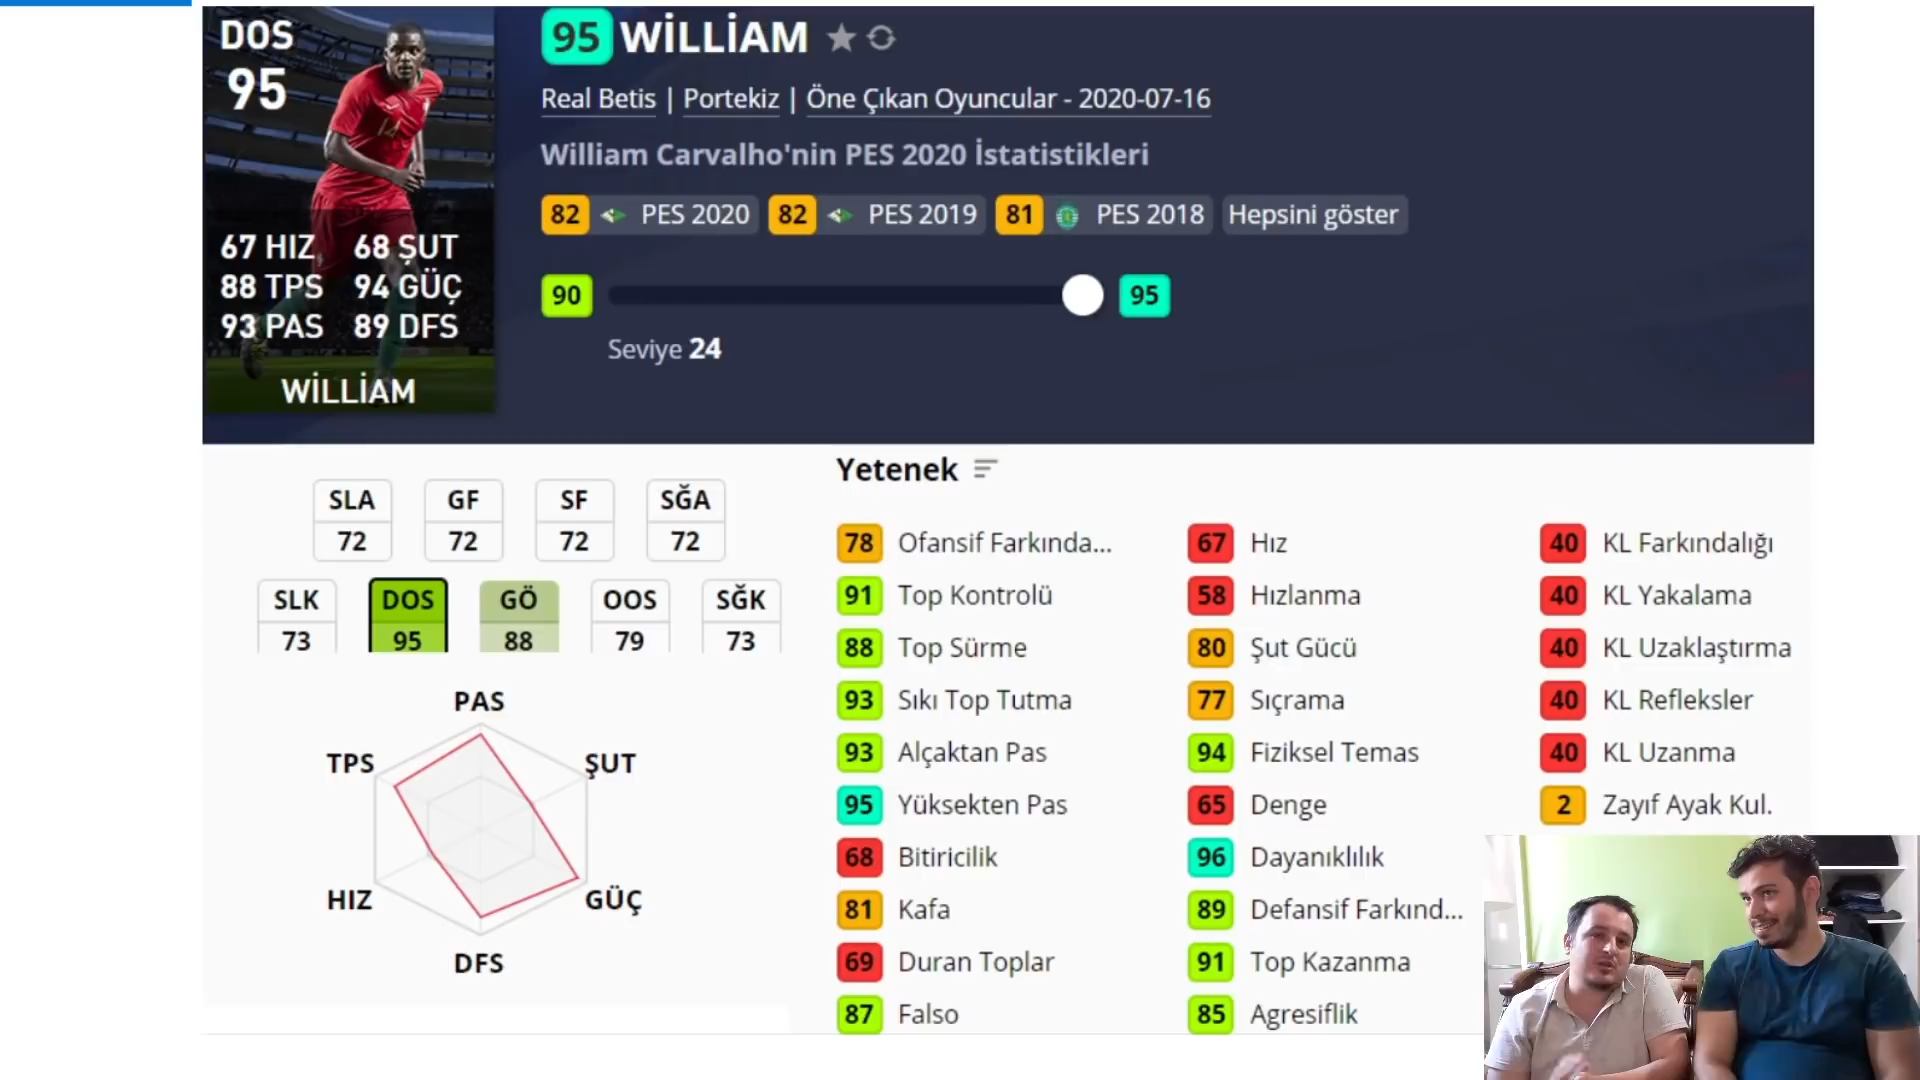 DOS
95
67 HIZ 68 ŞUT
88 TPS 94 GÜÇ
93 PAS 89 DFS
WİLLİAM
95 WİLLİAM
Real Betis | Portekiz | Öne Çıkan Oyuncular - 2020-07-16
William Carvalho'nin PES 2020 İstatistikleri
82 PES 2020 82 PES 2019 81 PES 2018 Hepsini göster
90 95
Seviye 24
SLA GF SF SĞA
72 72 72 72
SLK DOS GÖ OOS SĞK
73 95 88 79 73
PAS
TPS ŞUT
HIZ GÜÇ
DFS
Yetenek
78 Ofansif Farkında...
91 Top Kontrolü
88 Top Sürme
93 Sıkı Top Tutma
93 Alçaktan Pas
95 Yüksekten Pas
68 Bitiricilik
81 Kafa
69 Duran Toplar
87 Falso
67 Hız
58 Hızlanma
80 Şut Gücü
77 Sıçrama
94 Fiziksel Temas
65 Denge
96 Dayanıklılık
89 Defansif Farkınd...
91 Top Kazanma
85 Agresiflik
40 KL Farkındalığı
40 KL Yakalama
40 KL Uzaklaştırma
40 KL Refleksler
40 KL Uzanma
2 Zayıf Ayak Kul.